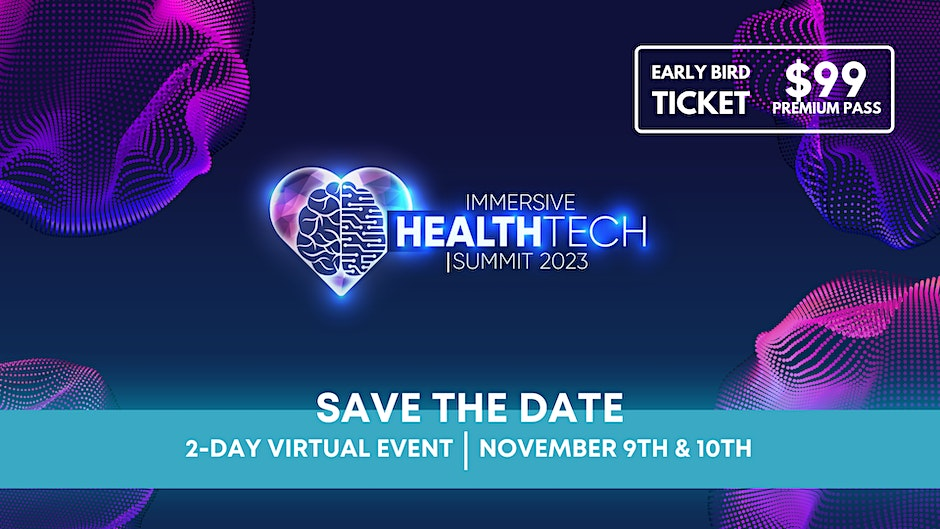 EARLY BIRD
TICKET
$99
PREMIUM PASS
IMMERSIVE
HEALTHTECH
|SUMMIT 2023
SAVE THE DATE
2-DAY VIRTUAL EVENT | NOVEMBER 9TH & 10TH